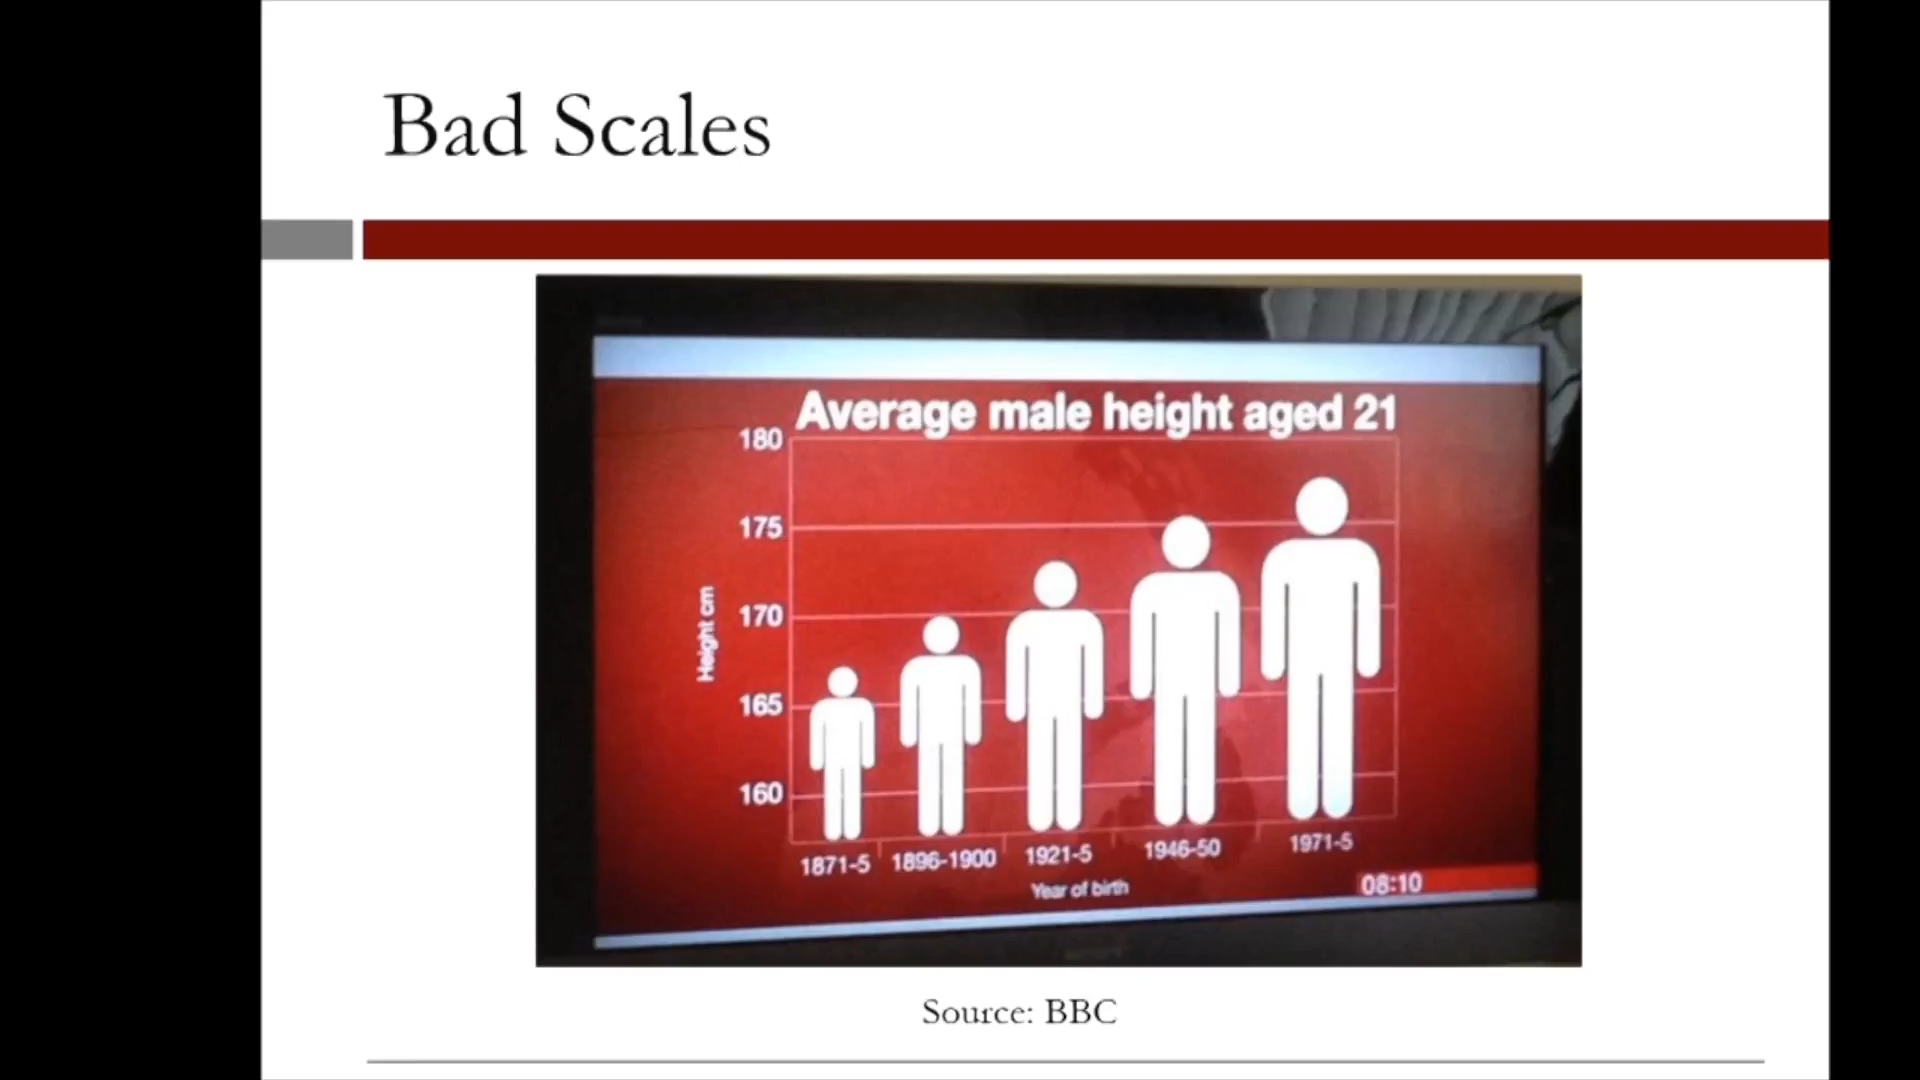 Bad Scales
Average male height aged 21
180
175
170
165
160
Height cm
1871-5 1896-1900 1921-5 1946-50 1971-5
Year of birth
08:10
Source: BBC